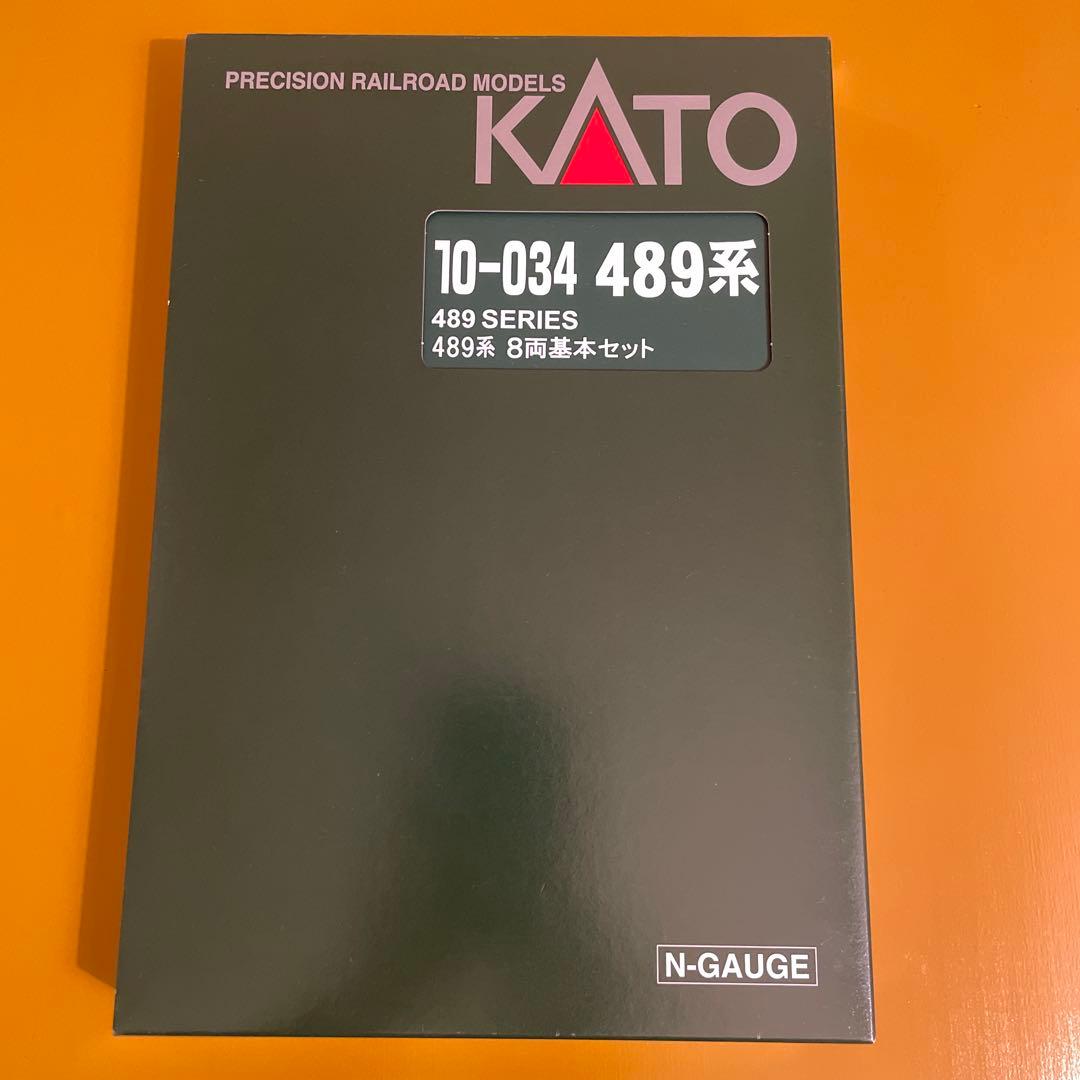 PRECISION RAILROAD MODELS
KATO
10-034 489系
489 SERIES
489系 8両基本セット
N-GAUGE